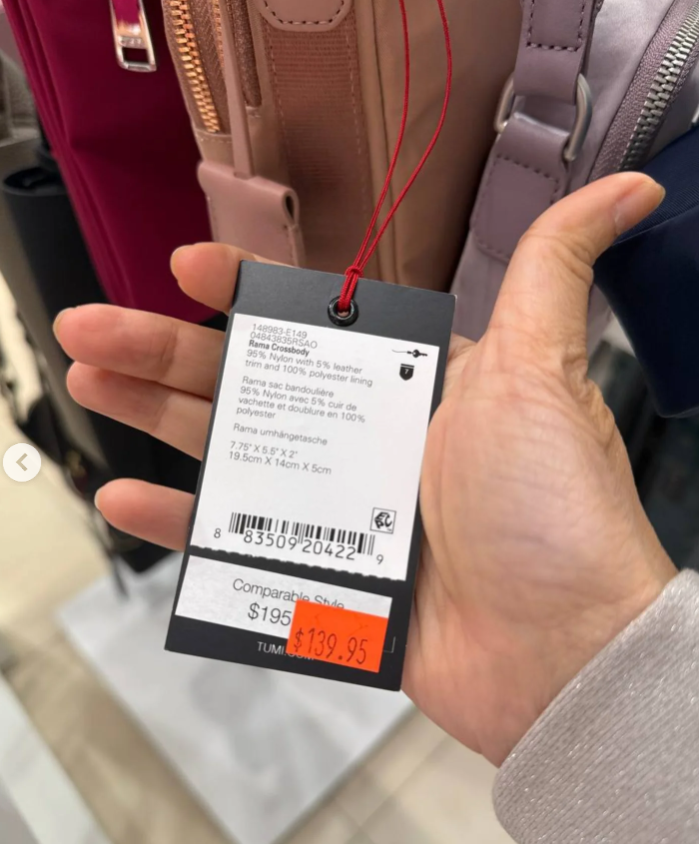 148983-E149
04843835RSAO
Rama Crossbody
95% Nylon with 5% leather
trim and 100% polyester lining
Rama sac bandoulière
95% Nylon avec 5% cuir de
vachette et doublure en 100%
polyester
Rama umhängetasche
7.75" X 5.5" X 2"
19.5cm X 14cm X 5cm
8 83509 20422 9
Comparable Style
$195
$139.95
TUMI